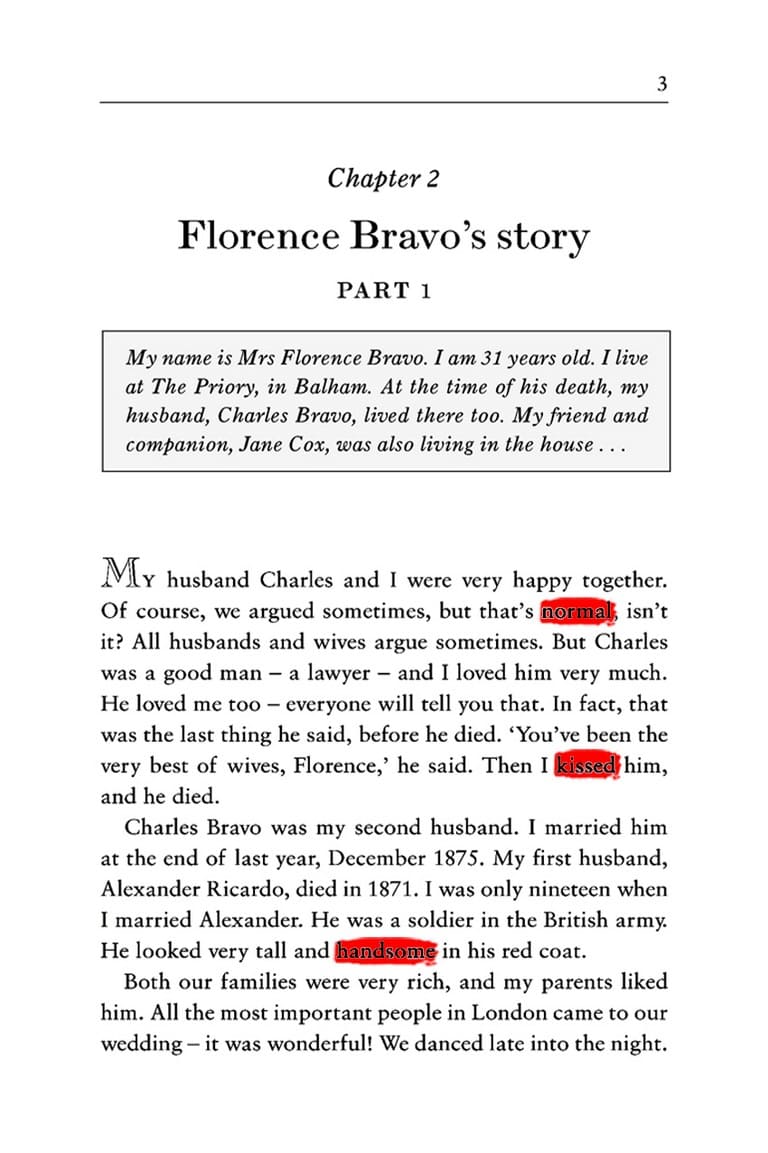 3
Chapter 2
Florence Bravo’s story
PART 1
My name is Mrs Florence Bravo. I am 31 years old. I live
at The Priory, in Balham. At the time of his death, my
husband, Charles Bravo, lived there too. My friend and
companion, Jane Cox, was also living in the house . . .
MY husband Charles and I were very happy together.
Of course, we argued sometimes, but that’s normal, isn’t
it? All husbands and wives argue sometimes. But Charles
was a good man – a lawyer – and I loved him very much.
He loved me too – everyone will tell you that. In fact, that
was the last thing he said, before he died. ‘You’ve been the
very best of wives, Florence,’ he said. Then I kissed him,
and he died.
Charles Bravo was my second husband. I married him
at the end of last year, December 1875. My first husband,
Alexander Ricardo, died in 1871. I was only nineteen when
I married Alexander. He was a soldier in the British army.
He looked very tall and handsome in his red coat.
Both our families were very rich, and my parents liked
him. All the most important people in London came to our
wedding – it was wonderful! We danced late into the night.